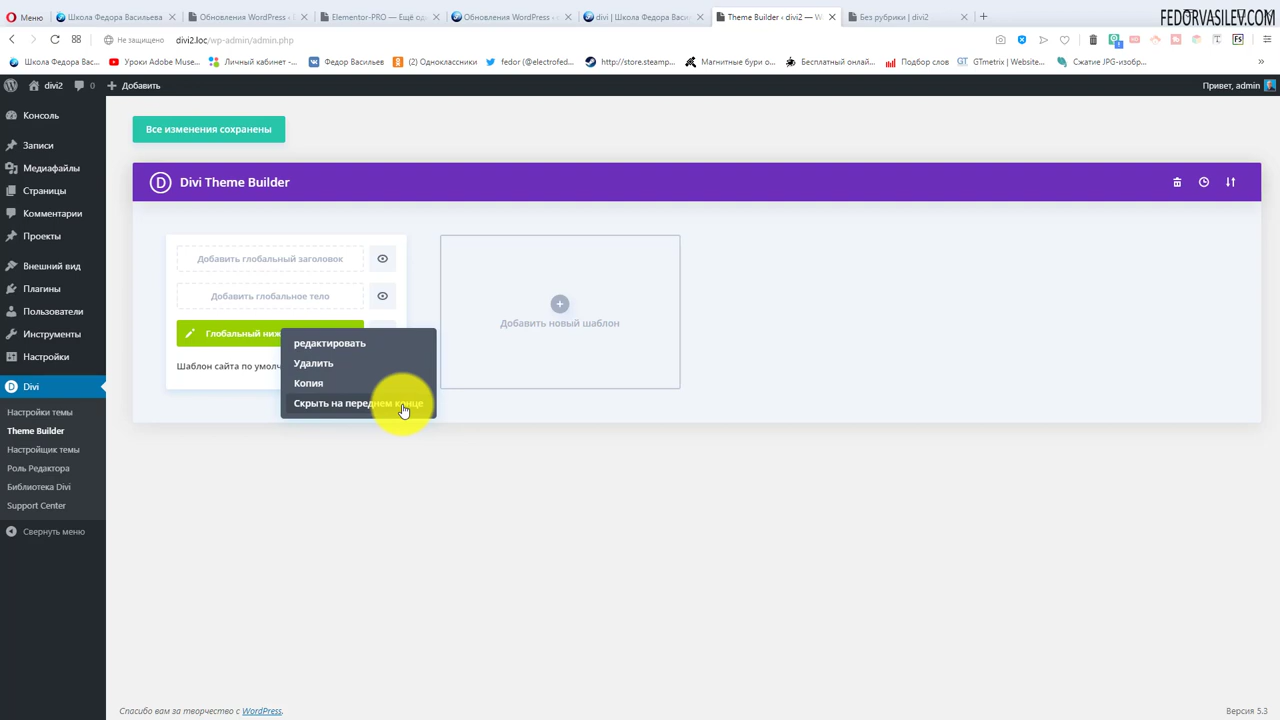 FEDORVASILEV.COM
Меню
Школа Федора Васильева
Обновления WordPress -
Elementor-PRO — Ещё од
Обновления WordPress -
divi | Школа Федора Васи
Theme Builder ‹ divi2 — W
Без рубрики | divi2
Не защищено
divi2.loc/wp-admin/admin.php
Школа Федора Вас...
Уроки Adobe Muse...
Личный кабинет -...
Федор Васильев
(2) Одноклассники
fedor (@electrofed...
http://store.steamp...
Магнитные бури о...
Бесплатный онлай...
Подбор слов
GTmetrix | Website...
Сжатие JPG-изобр...
»
divi2
0
Добавить
Привет, admin
Консоль
Записи
Медиафайлы
Страницы
Комментарии
Проекты
Внешний вид
Плагины
Пользователи
Инструменты
Настройки
Divi
Настройки темы
Theme Builder
Настройщик темы
Роль Редактора
Библиотека Divi
Support Center
Свернуть меню
Все изменения сохранены
D Divi Theme Builder
Добавить глобальный заголовок
Добавить глобальное тело
Глобальный ниж
Шаблон сайта по умолч
редактировать
Удалить
Копия
Скрыть на переднем конце
Добавить новый шаблон
Спасибо вам за творчество с WordPress.
Версия 5.3